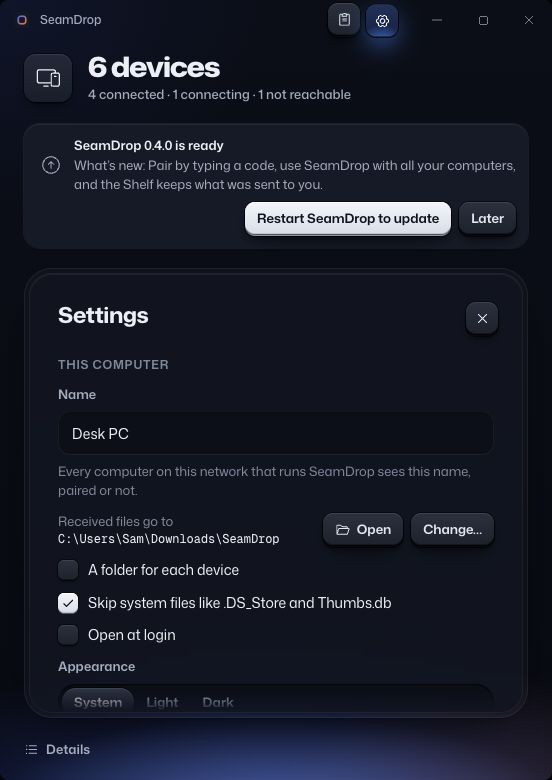 SeamDrop
6 devices
4 connected · 1 connecting · 1 not reachable
SeamDrop 0.4.0 is ready
What's new: Pair by typing a code, use SeamDrop with all your computers,
and the Shelf keeps what was sent to you.
Restart SeamDrop to update
Later
Settings
THIS COMPUTER
Name
Desk PC
Every computer on this network that runs SeamDrop sees this name,
paired or not.
Received files go to
C:\Users\Sam\Downloads\SeamDrop
Open
Change...
A folder for each device
Skip system files like .DS_Store and Thumbs.db
Open at login
Appearance
System Light Dark
Details